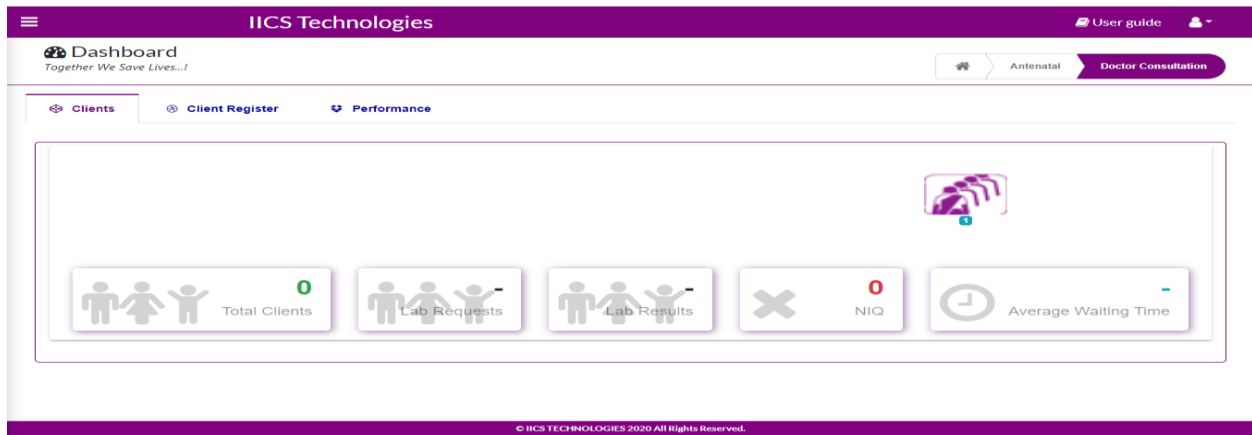 IICS Technologies
User guide
Dashboard
Together We Save Lives...!
Antenatal
Doctor Consultation
Clients
Client Register
Performance
1
0
Total Clients
-
Lab Requests
-
Lab Results
0
NIQ
-
Average Waiting Time
© IICS TECHNOLOGIES 2020 All Rights Reserved.